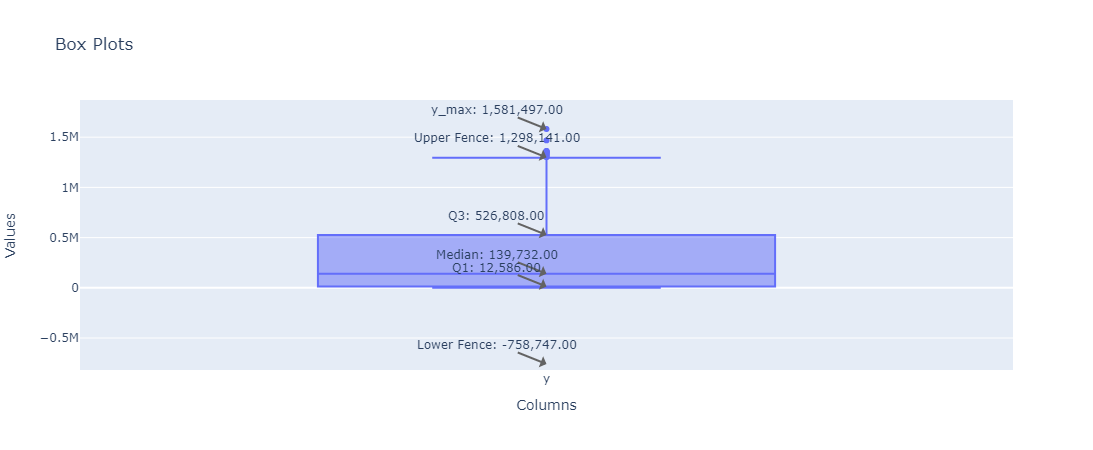 Box Plots
y_max: 1,581,497.00
Upper Fence: 1,298,141.00
1.5M
1M
Q3: 526,808.00
0.5M
Median: 139,732.00
Q1: 12,586.00
0
−0.5M
Lower Fence: -758,747.00
Values
y
Columns